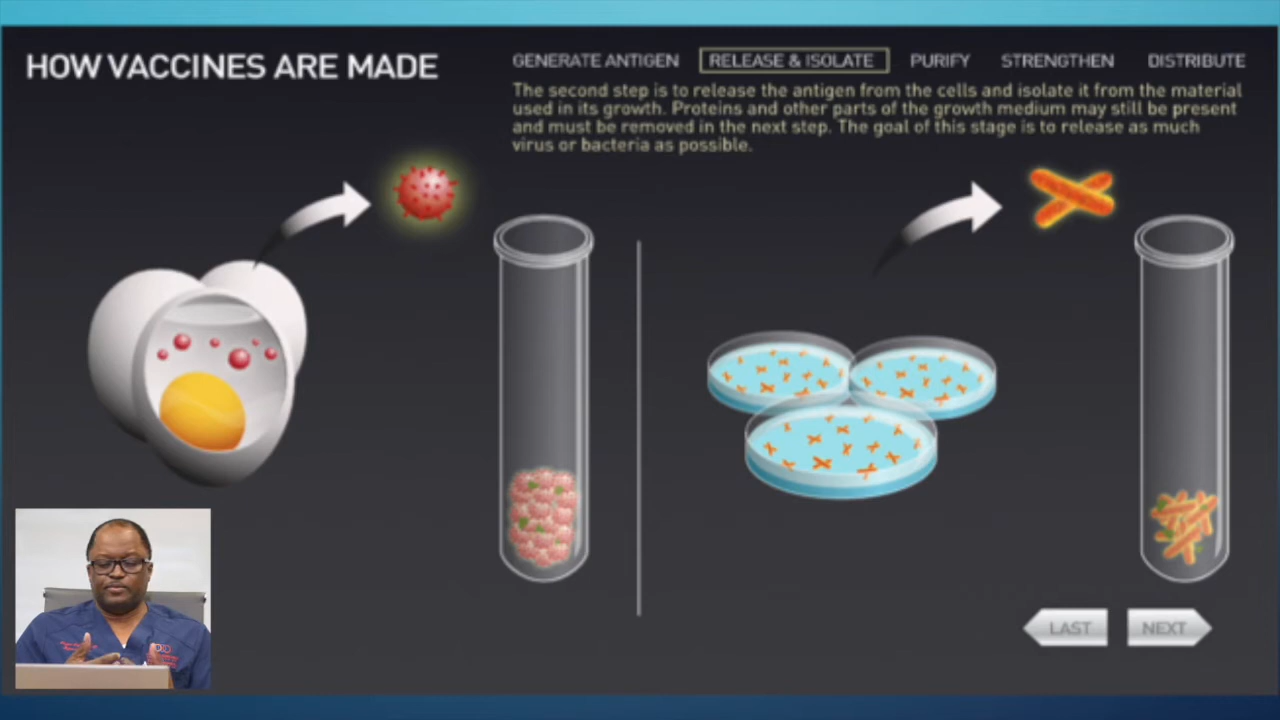 HOW VACCINES ARE MADE
GENERATE ANTIGEN RELEASE & ISOLATE PURIFY STRENGTHEN DISTRIBUTE
The second step is to release the antigen from the cells and isolate it from the material
used in its growth. Proteins and other parts of the growth medium may still be present
and must be removed in the next step. The goal of this stage is to release as much
virus or bacteria as possible.
LAST NEXT